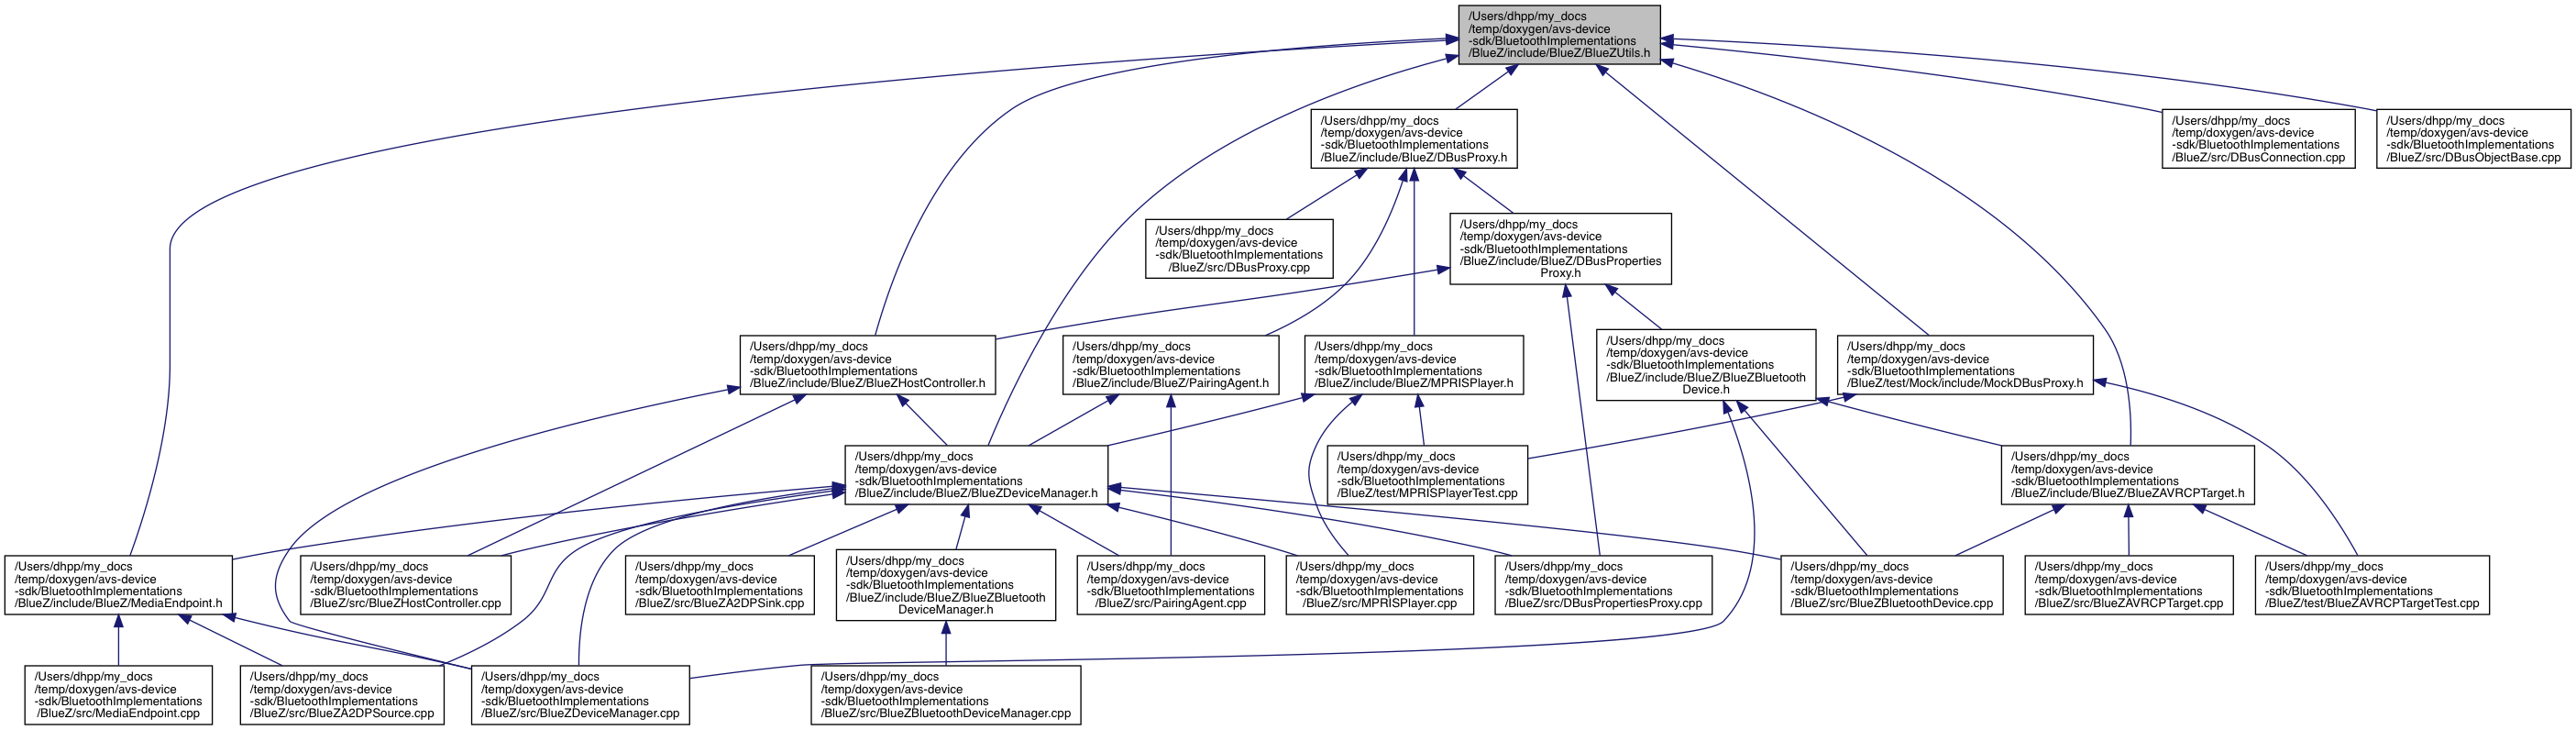 /Users/dhpp/my_docs
/temp/doxygen/avs-device
-sdk/BluetoothImplementations
/BlueZ/include/BlueZ/BlueZUtils.h
/Users/dhpp/my_docs
/temp/doxygen/avs-device
-sdk/BluetoothImplementations
/BlueZ/include/BlueZ/DBusProxy.h
/Users/dhpp/my_docs
/temp/doxygen/avs-device
-sdk/BluetoothImplementations
/BlueZ/src/DBusConnection.cpp
/Users/dhpp/my_docs
/temp/doxygen/avs-device
-sdk/BluetoothImplementations
/BlueZ/src/DBusObjectBase.cpp
/Users/dhpp/my_docs
/temp/doxygen/avs-device
-sdk/BluetoothImplementations
/BlueZ/src/DBusProxy.cpp
/Users/dhpp/my_docs
/temp/doxygen/avs-device
-sdk/BluetoothImplementations
/BlueZ/include/BlueZ/DBusProperties
Proxy.h
/Users/dhpp/my_docs
/temp/doxygen/avs-device
-sdk/BluetoothImplementations
/BlueZ/include/BlueZ/BlueZHostController.h
/Users/dhpp/my_docs
/temp/doxygen/avs-device
-sdk/BluetoothImplementations
/BlueZ/include/BlueZ/PairingAgent.h
/Users/dhpp/my_docs
/temp/doxygen/avs-device
-sdk/BluetoothImplementations
/BlueZ/include/BlueZ/MPRISPlayer.h
/Users/dhpp/my_docs
/temp/doxygen/avs-device
-sdk/BluetoothImplementations
/BlueZ/include/BlueZ/BlueZBluetooth
Device.h
/Users/dhpp/my_docs
/temp/doxygen/avs-device
-sdk/BluetoothImplementations
/BlueZ/test/Mock/include/MockDBusProxy.h
/Users/dhpp/my_docs
/temp/doxygen/avs-device
-sdk/BluetoothImplementations
/BlueZ/include/BlueZ/BlueZDeviceManager.h
/Users/dhpp/my_docs
/temp/doxygen/avs-device
-sdk/BluetoothImplementations
/BlueZ/test/MPRISPlayerTest.cpp
/Users/dhpp/my_docs
/temp/doxygen/avs-device
-sdk/BluetoothImplementations
/BlueZ/include/BlueZ/BlueZAVRCPTarget.h
/Users/dhpp/my_docs
/temp/doxygen/avs-device
-sdk/BluetoothImplementations
/BlueZ/include/BlueZ/MediaEndpoint.h
/Users/dhpp/my_docs
/temp/doxygen/avs-device
-sdk/BluetoothImplementations
/BlueZ/src/BlueZHostController.cpp
/Users/dhpp/my_docs
/temp/doxygen/avs-device
-sdk/BluetoothImplementations
/BlueZ/src/BlueZA2DPSink.cpp
/Users/dhpp/my_docs
/temp/doxygen/avs-device
-sdk/BluetoothImplementations
/BlueZ/include/BlueZ/BlueZBluetooth
DeviceManager.h
/Users/dhpp/my_docs
/temp/doxygen/avs-device
-sdk/BluetoothImplementations
/BlueZ/src/PairingAgent.cpp
/Users/dhpp/my_docs
/temp/doxygen/avs-device
-sdk/BluetoothImplementations
/BlueZ/src/MPRISPlayer.cpp
/Users/dhpp/my_docs
/temp/doxygen/avs-device
-sdk/BluetoothImplementations
/BlueZ/src/DBusPropertiesProxy.cpp
/Users/dhpp/my_docs
/temp/doxygen/avs-device
-sdk/BluetoothImplementations
/BlueZ/src/BlueZBluetoothDevice.cpp
/Users/dhpp/my_docs
/temp/doxygen/avs-device
-sdk/BluetoothImplementations
/BlueZ/src/BlueZAVRCPTarget.cpp
/Users/dhpp/my_docs
/temp/doxygen/avs-device
-sdk/BluetoothImplementations
/BlueZ/test/BlueZAVRCPTargetTest.cpp
/Users/dhpp/my_docs
/temp/doxygen/avs-device
-sdk/BluetoothImplementations
/BlueZ/src/MediaEndpoint.cpp
/Users/dhpp/my_docs
/temp/doxygen/avs-device
-sdk/BluetoothImplementations
/BlueZ/src/BlueZA2DPSource.cpp
/Users/dhpp/my_docs
/temp/doxygen/avs-device
-sdk/BluetoothImplementations
/BlueZ/src/BlueZDeviceManager.cpp
/Users/dhpp/my_docs
/temp/doxygen/avs-device
-sdk/BluetoothImplementations
/BlueZ/src/BlueZBluetoothDeviceManager.cpp